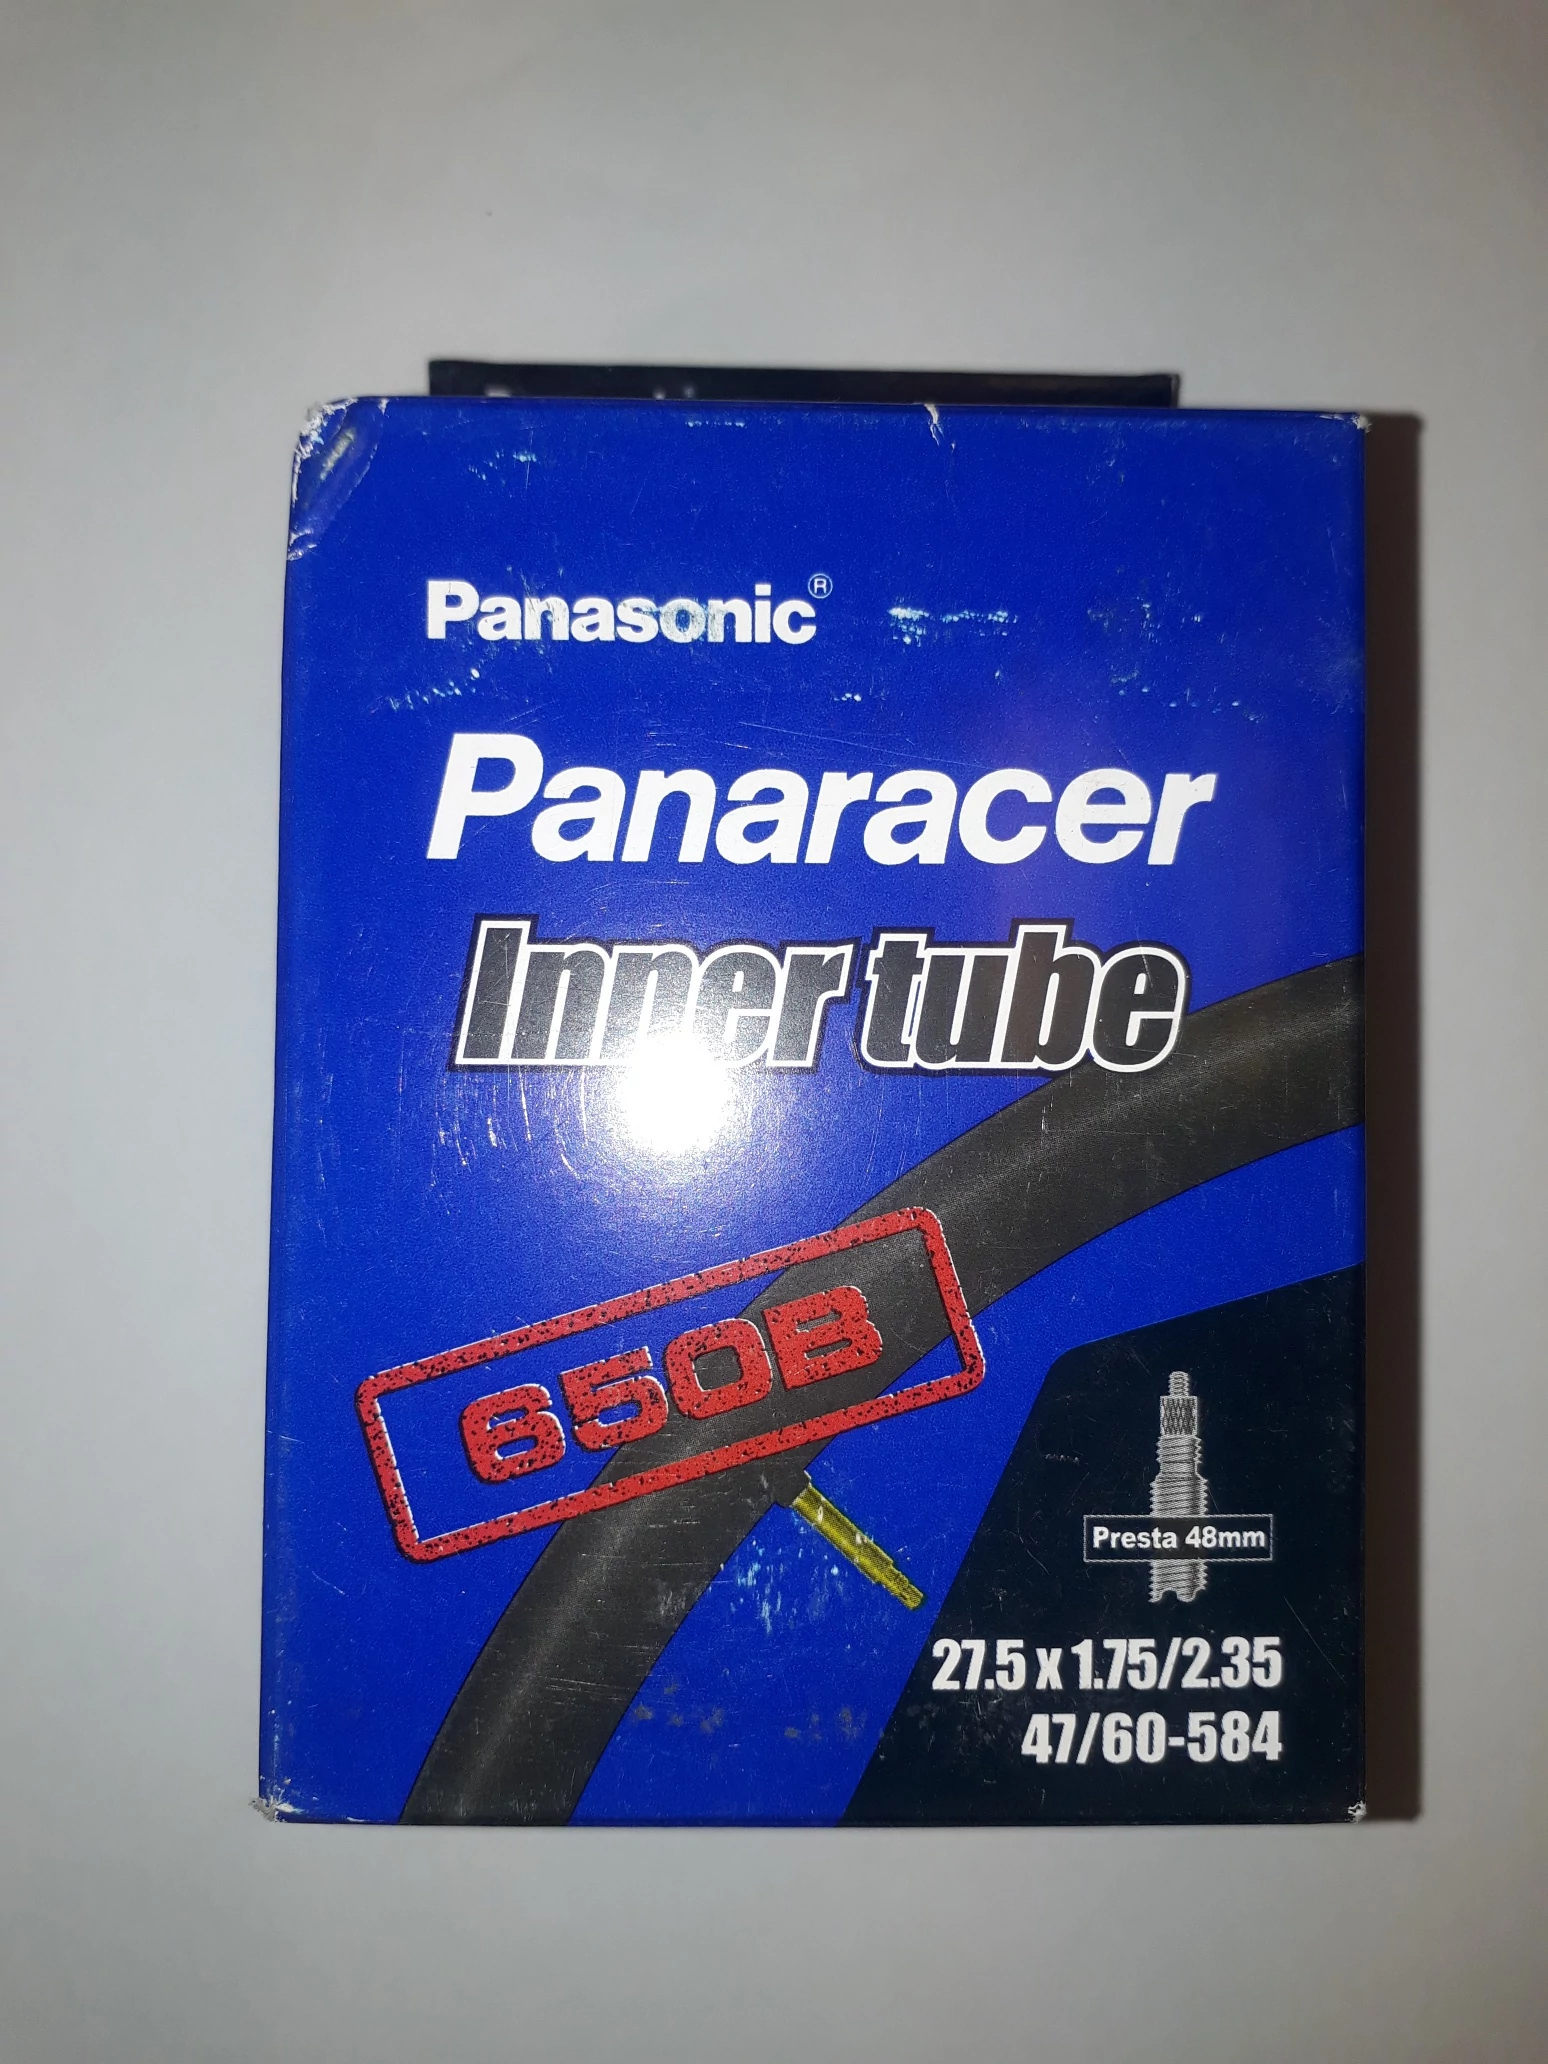 Panasonic®
Panaracer
Inner tube
650B
Presta 48mm
27.5 x 1.75/2.35
47/60-584